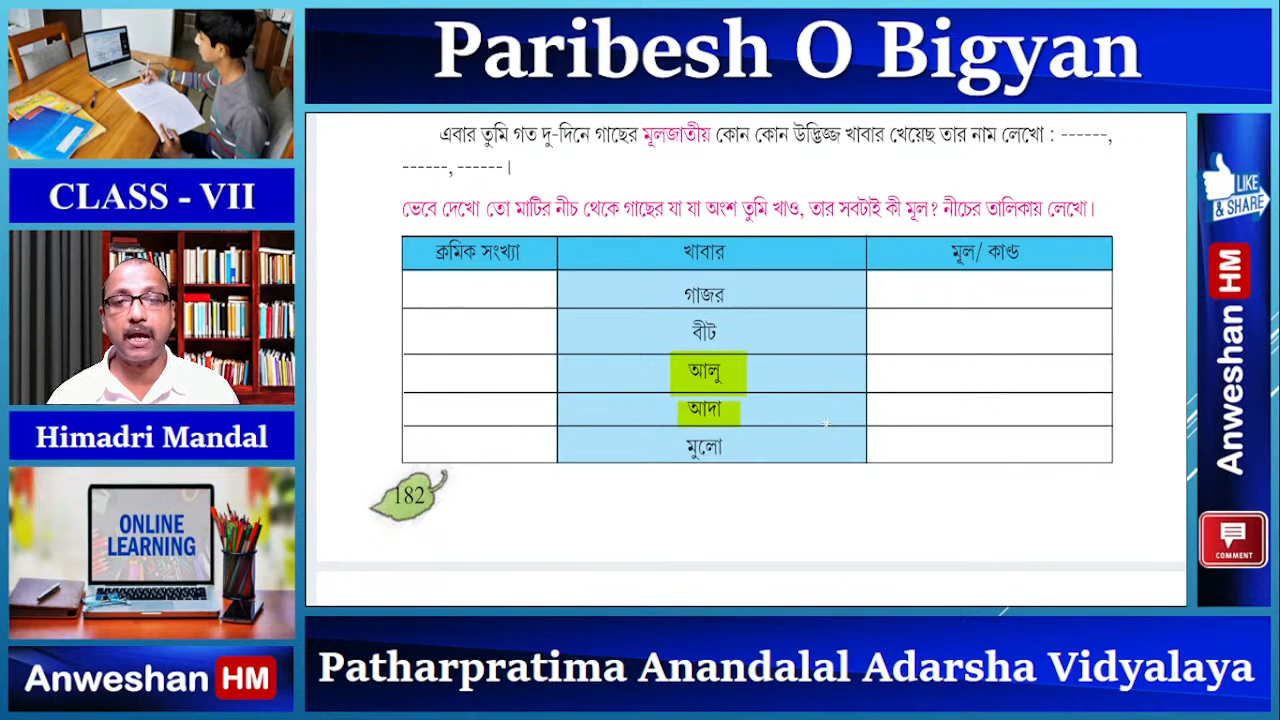 Paribesh O Bigyan
CLASS - VII
Himadri Mandal
ONLINE
LEARNING
Anweshan HM
এবার তুমি গত দু-দিনে গাছের মূলজাতীয় কোন কোন উদ্ভিজ্জ খাবার খেয়েছ তার নাম লেখো : ------,
------, ------।
ভেবে দেখো তো মাটির নীচ থেকে গাছের যা যা অংশ তুমি খাও, তার সবটাই কী মূল? নীচের তালিকায় লেখো।
ক্রমিক সংখ্যা খাবার মূল/ কাণ্ড
গাজর
বীট
আলু
আদা
মুলো
182
LIKE
& SHARE
Anweshan HM
COMMENT
Patharpratima Anandalal Adarsha Vidyalaya